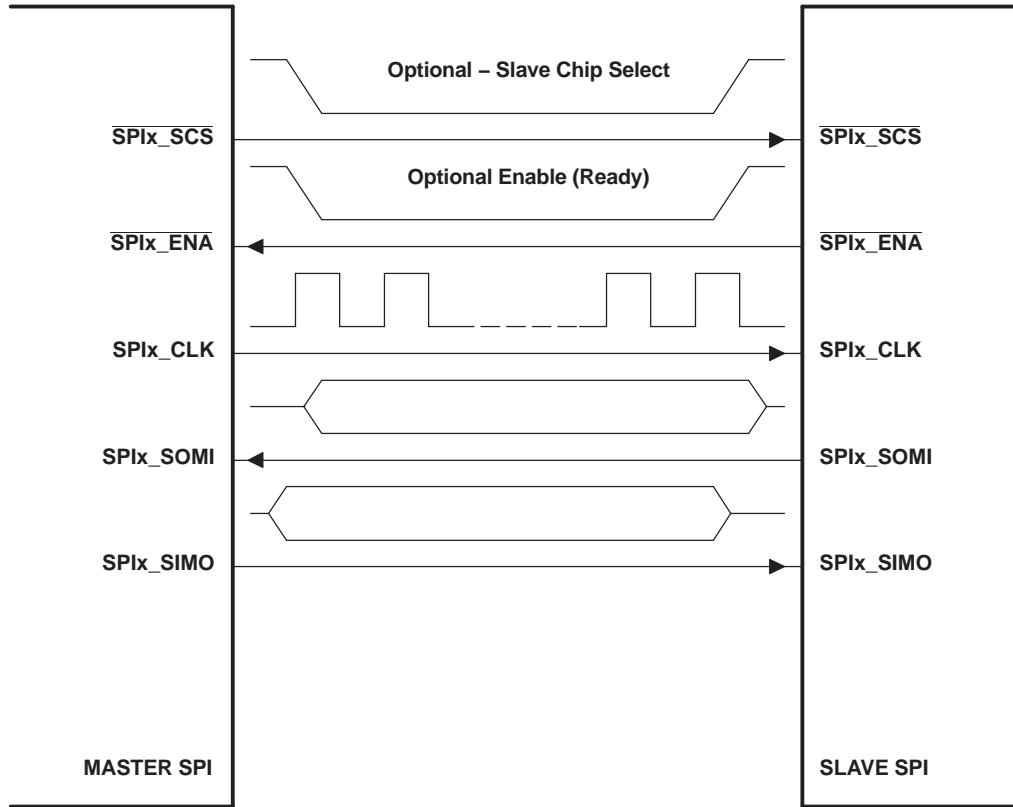 Optional – Slave Chip Select
SPIx_SCS SPIx_SCS
Optional Enable (Ready)
SPIx_ENA SPIx_ENA
SPIx_CLK SPIx_CLK
SPIx_SOMI SPIx_SOMI
SPIx_SIMO SPIx_SIMO
MASTER SPI SLAVE SPI